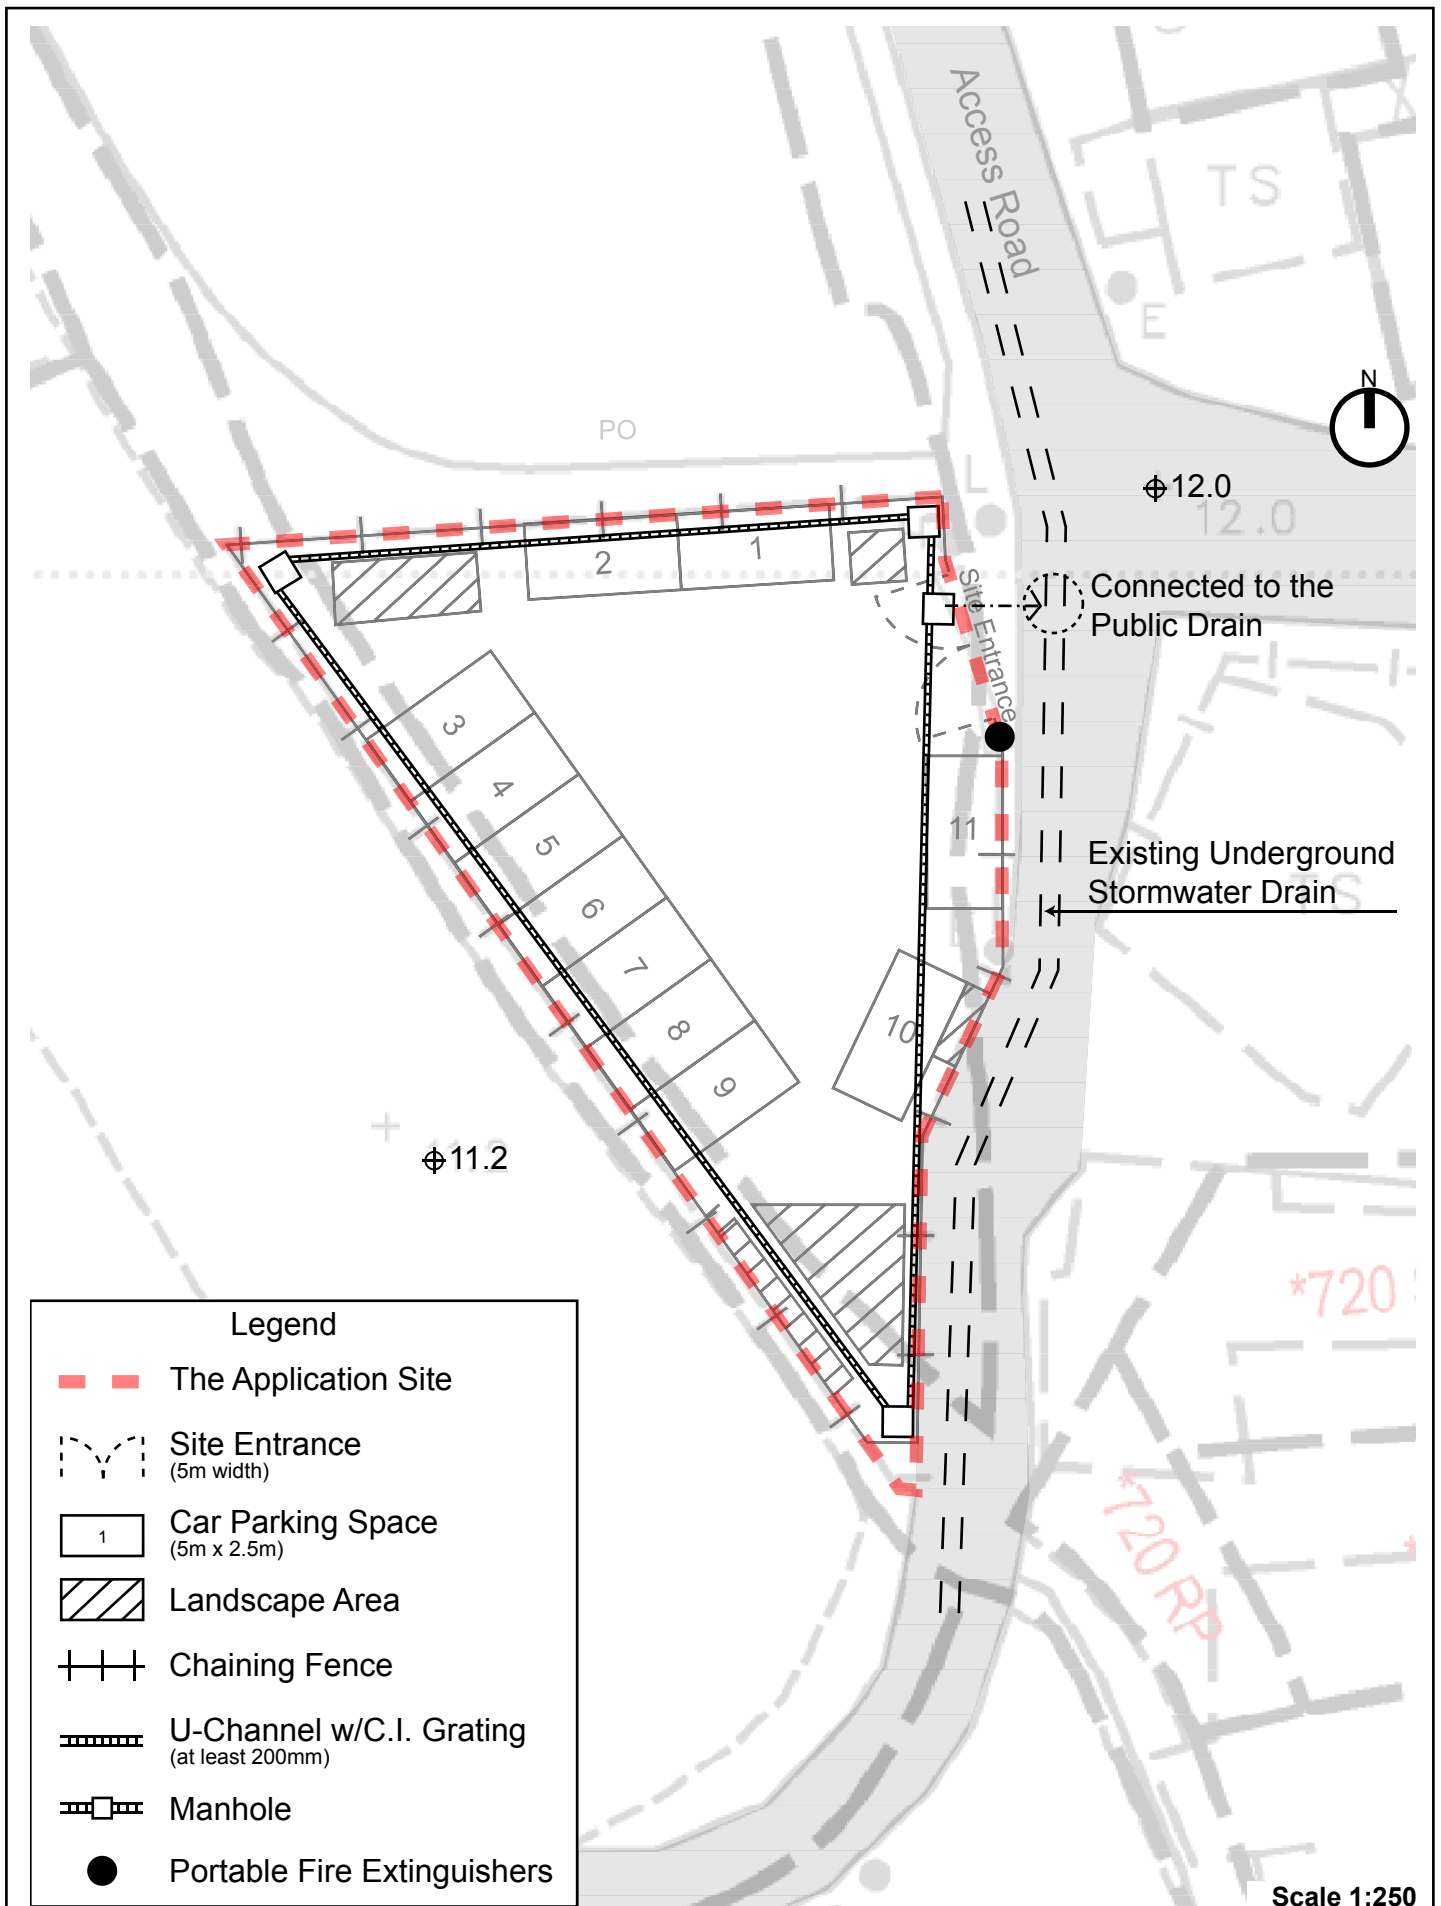 Access Road
TS
E
N
PO
L
12.0
12.0
Site Entrance
Connected to the
Public Drain
2
1
3
4
5
6
7
8
9
10
11
Existing Underground
Stormwater Drain
TS
11.2
*720
*720 RP
Legend
The Application Site
Site Entrance
(5m width)
1
Car Parking Space
(5m x 2.5m)
Landscape Area
Chaining Fence
U-Channel w/C.I. Grating
(at least 200mm)
Manhole
Portable Fire Extinguishers
Scale 1:250